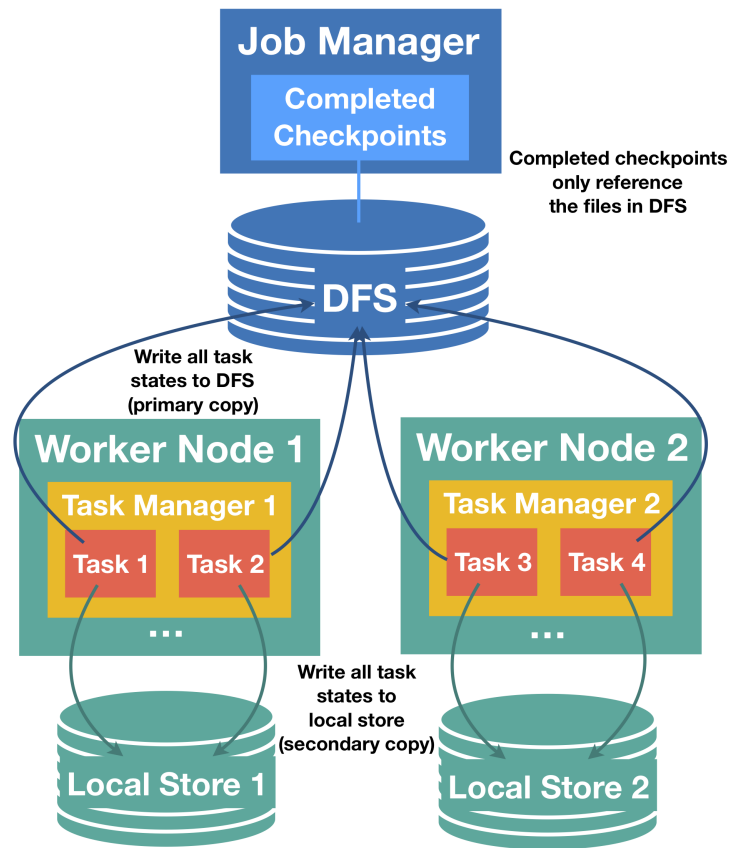 Job Manager
Completed
Checkpoints
Completed checkpoints
only reference
the files in DFS
DFS
Write all task
states to DFS
(primary copy)
Worker Node 1
Task Manager 1
Task 1
Task 2
...
Worker Node 2
Task Manager 2
Task 3
Task 4
...
Write all task
states to
local store
(secondary copy)
Local Store 1
Local Store 2